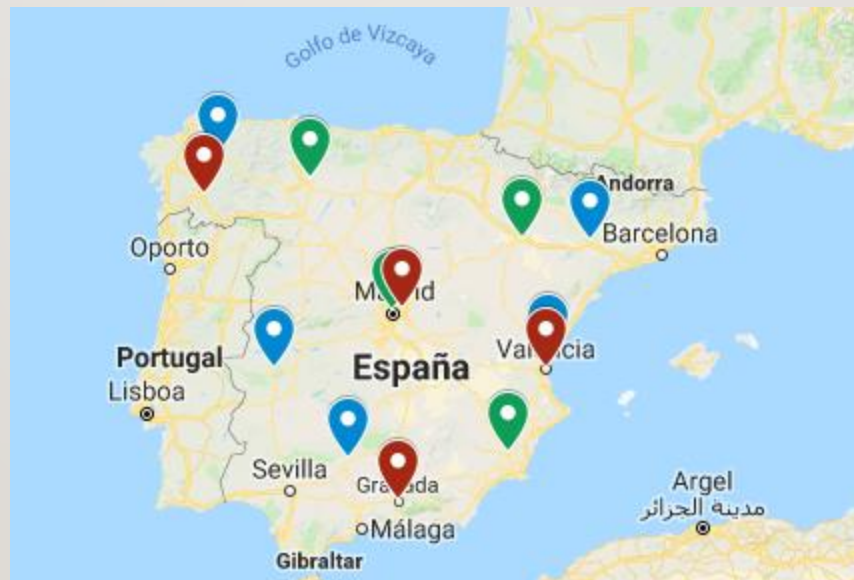 Golfo de Vizcaya
Andorra
Oporto
Barcelona
Madrid
Portugal
España
Valencia
Lisboa
Sevilla
Granada
Argel
مدينة الجزائر
Málaga
Gibraltar